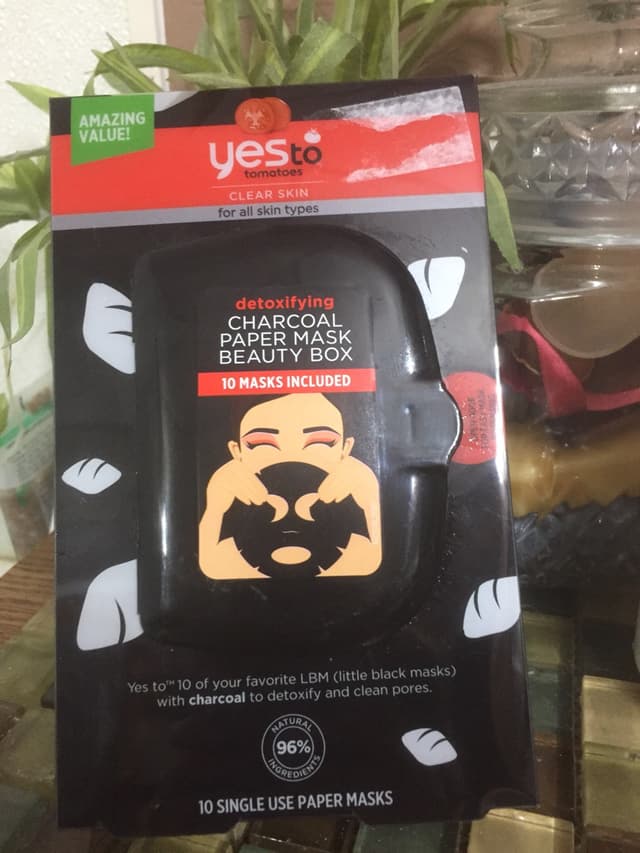 AMAZING
VALUE!
yesto
tomatoes
CLEAR SKIN
for all skin types
detoxifying
CHARCOAL
PAPER MASK
BEAUTY BOX
10 MASKS INCLUDED
Yes to™ 10 of your favorite LBM (little black masks)
with charcoal to detoxify and clean pores.
NATURAL
96%
INGREDIENTS
10 SINGLE USE PAPER MASKS